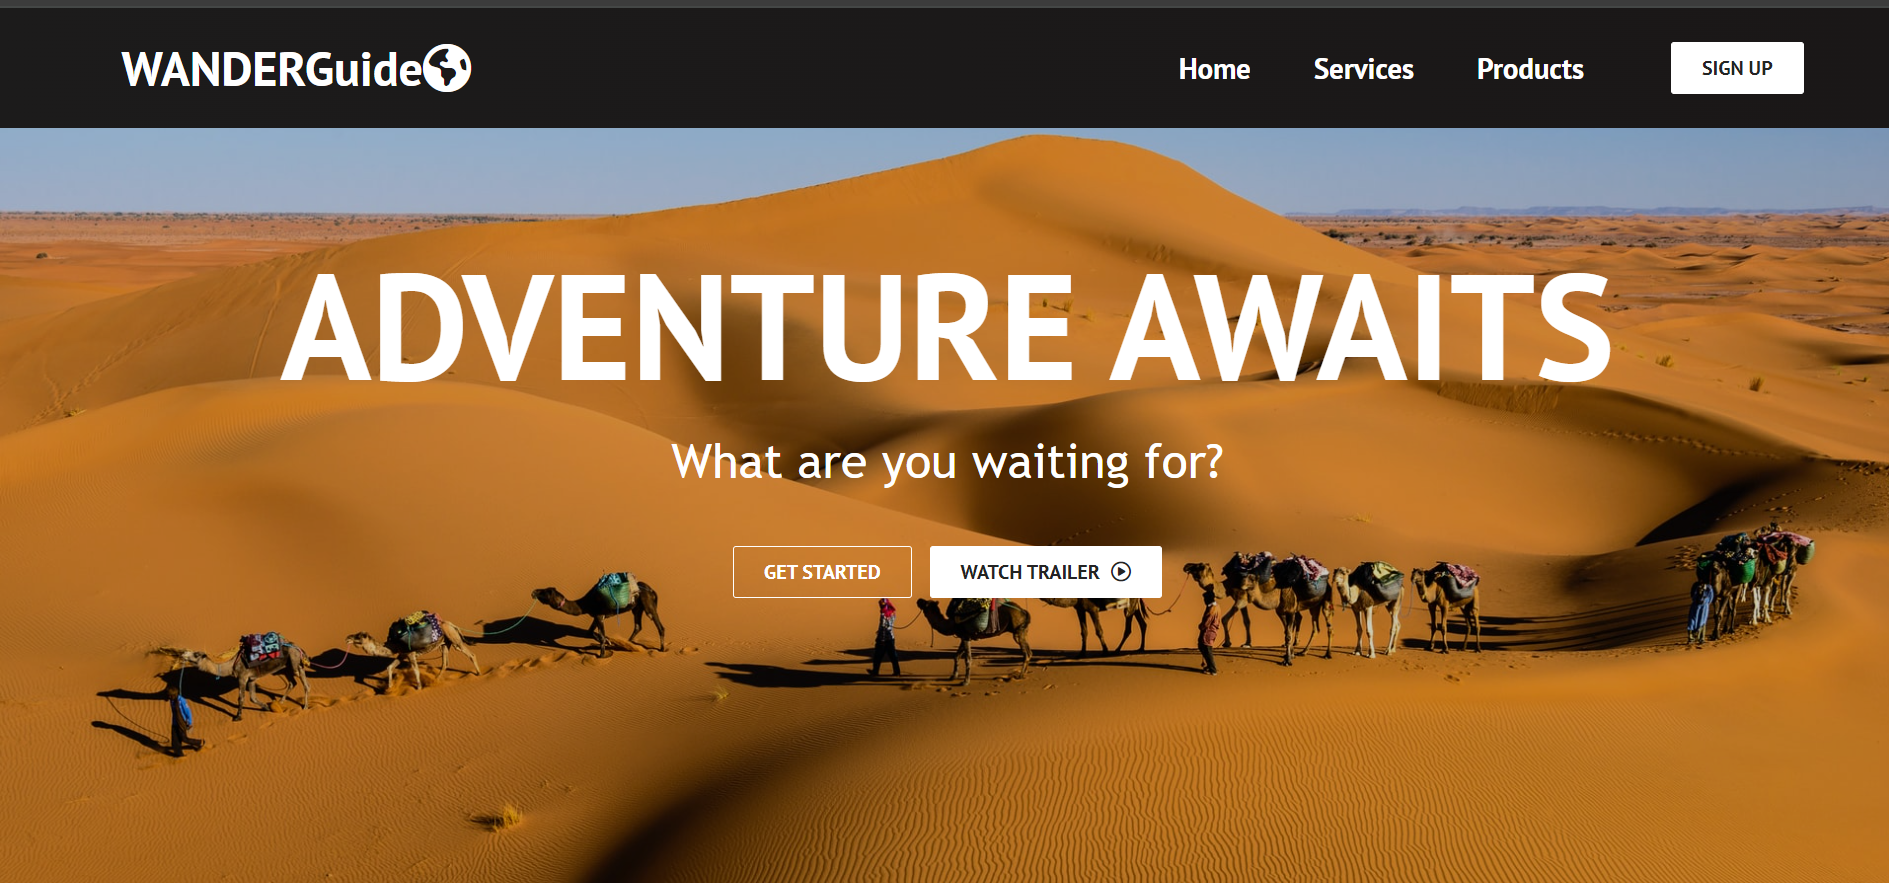 WANDERGuide
Home Services Products SIGN UP
ADVENTURE AWAITS
What are you waiting for?
GET STARTED WATCH TRAILER